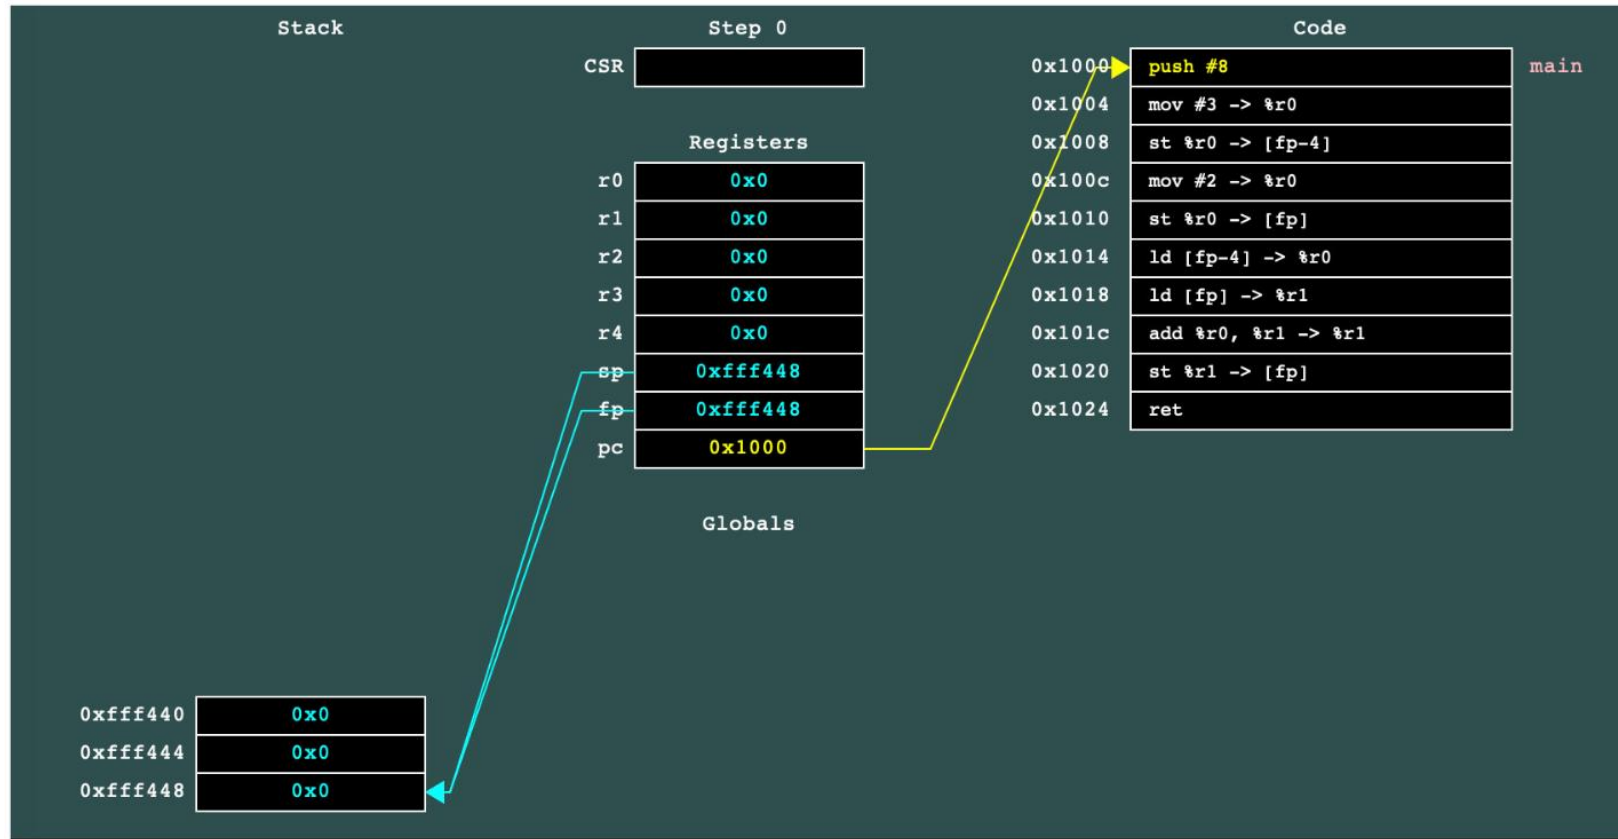 Stack
Step 0
Code
CSR
0x1000 push #8 main
0x1004 mov #3 -> %r0
Registers
0x1008 st %r0 -> [fp-4]
r0 0x0
0x100c mov #2 -> %r0
r1 0x0
0x1010 st %r0 -> [fp]
r2 0x0
0x1014 ld [fp-4] -> %r0
r3 0x0
0x1018 ld [fp] -> %r1
r4 0x0
0x101c add %r0, %r1 -> %r1
sp 0xfff448
0x1020 st %r1 -> [fp]
fp 0xfff448
0x1024 ret
pc 0x1000
Globals
0xfff440 0x0
0xfff444 0x0
0xfff448 0x0